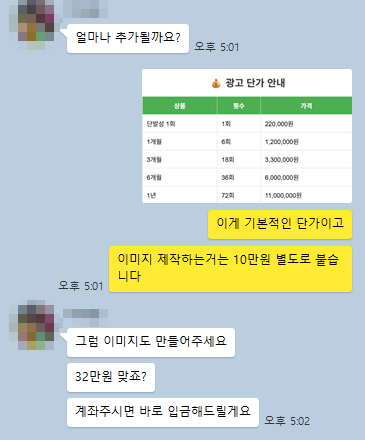 얼마나 추가될까요?
오후 5:01
광고 단가 안내
상품 횟수 가격
단발성 1회 1회 220,000원
1개월 6회 1,200,000원
3개월 18회 3,300,000원
6개월 36회 6,000,000원
1년 72회 11,000,000원
이게 기본적인 단가이고
이미지 제작하는거는 10만원 별도로 붙습
니다
오후 5:01
그럼 이미지도 만들어주세요
32만원 맞죠?
계좌주시면 바로 입금해드릴게요
오후 5:02